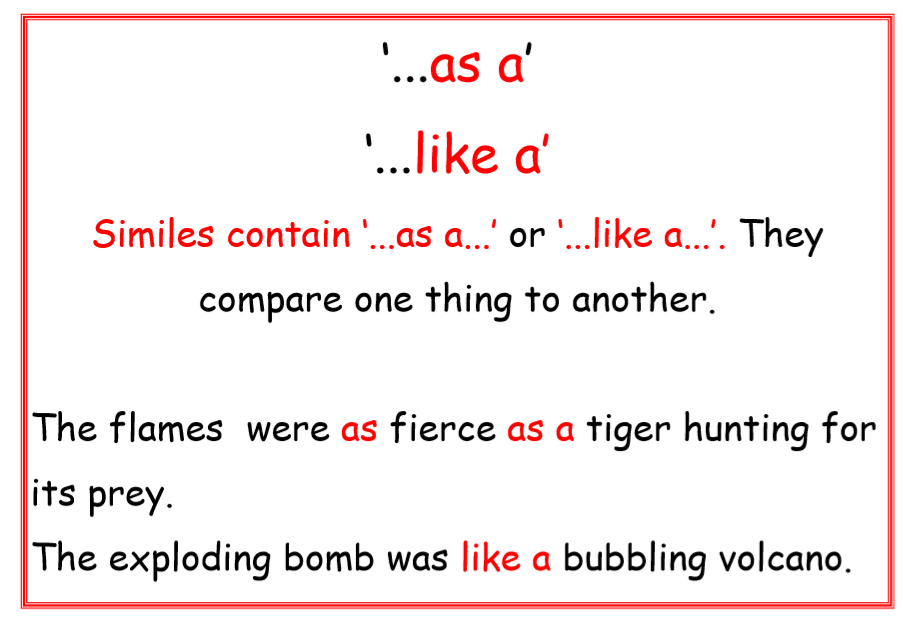 ‘...as a’
‘...like a’
Similes contain ‘...as a...’ or ‘...like a...’. They
compare one thing to another.
The flames  were as fierce as a tiger hunting for
its prey.
The exploding bomb was like a bubbling volcano.